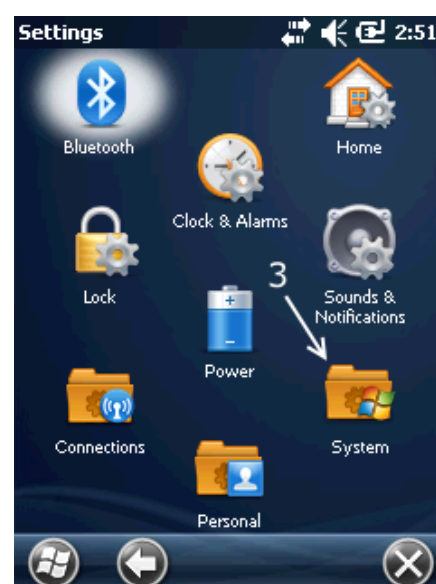 Settings 2:51
Bluetooth
Home
Clock & Alarms
Lock
3
Sounds &
Notifications
Power
Connections
System
Personal